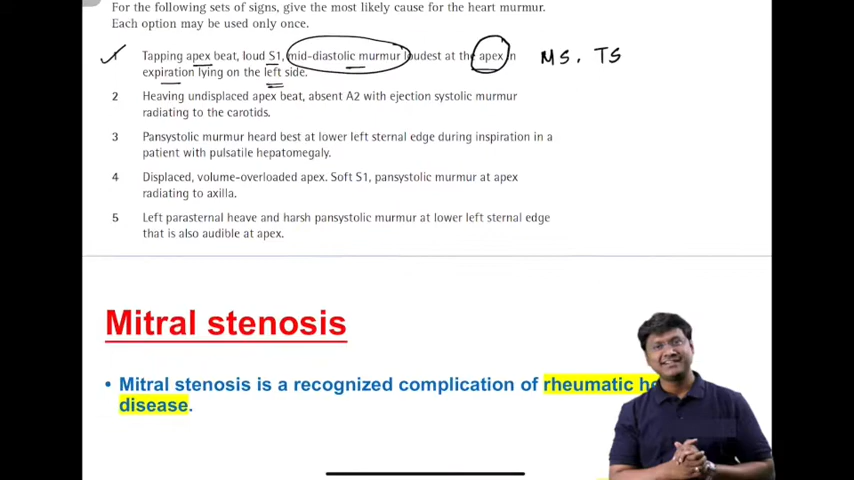 For the following sets of signs, give the most likely cause for the heart murmur.
Each option may be used only once.
1 Tapping apex beat, loud S1, mid-diastolic murmur loudest at the apex in MS. TS
expiration lying on the left side.
2 Heaving undisplaced apex beat, absent A2 with ejection systolic murmur
radiating to the carotids.
3 Pansystolic murmur heard best at lower left sternal edge during inspiration in a
patient with pulsatile hepatomegaly.
4 Displaced, volume-overloaded apex. Soft S1, pansystolic murmur at apex
radiating to axilla.
5 Left parasternal heave and harsh pansystolic murmur at lower left sternal edge
that is also audible at apex.
Mitral stenosis
• Mitral stenosis is a recognized complication of rheumatic
disease.